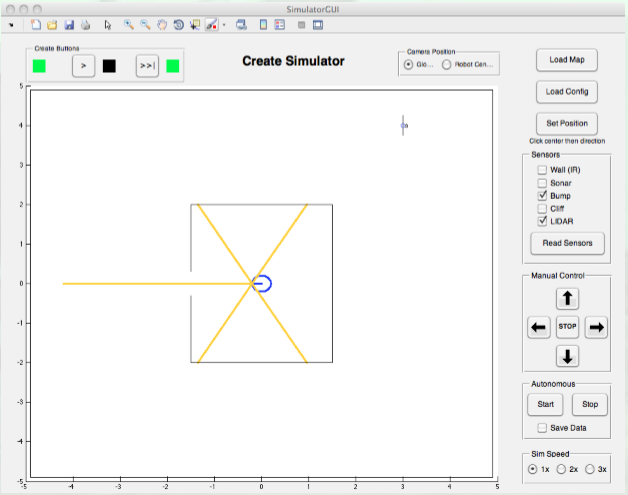 SimulatorGUI
Create Buttons
>
>>|
Create Simulator
Camera Position
Glo...
Robot Cen...
Load Map
Load Config
Set Position
Click center then direction
Sensors
Wall (IR)
Sonar
Bump
Cliff
LIDAR
Read Sensors
Manual Control
STOP
Autonomous
Start
Stop
Save Data
Sim Speed
1x
2x
3x
5
4
3
2
1
0
-1
-2
-3
-4
-5
-5
-4
-3
-2
-1
0
1
2
3
4
5